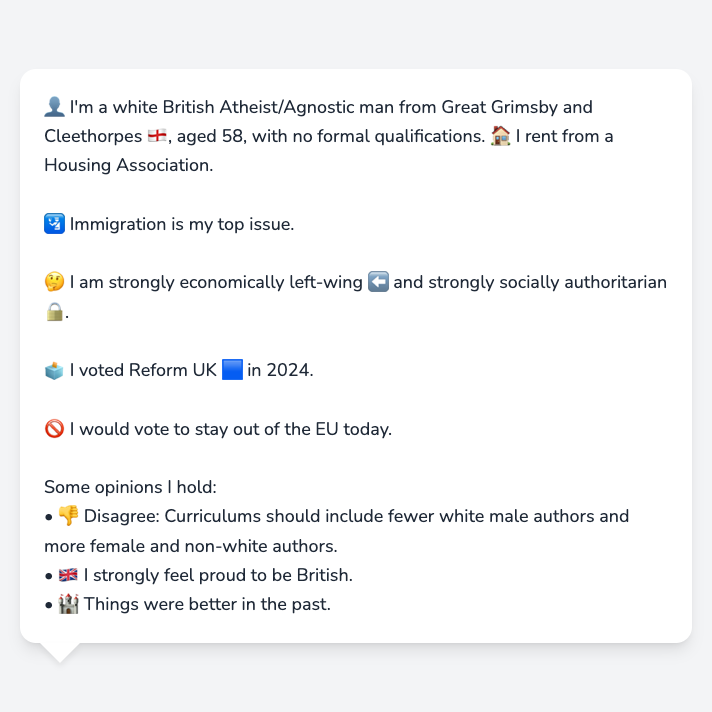 👤 I'm a white British Atheist/Agnostic man from Great Grimsby and
Cleethorpes 🏴󠁧󠁢󠁥󠁮󠁧󠁿, aged 58, with no formal qualifications. 🏠 I rent from a
Housing Association.
🛂 Immigration is my top issue.
🤔 I am strongly economically left-wing ⬅️ and strongly socially authoritarian
🔒.
🗳️ I voted Reform UK 🟦 in 2024.
🚫 I would vote to stay out of the EU today.
Some opinions I hold:
• 👎 Disagree: Curriculums should include fewer white male authors and
more female and non-white authors.
• 🇬🇧 I strongly feel proud to be British.
• 🏰 Things were better in the past.